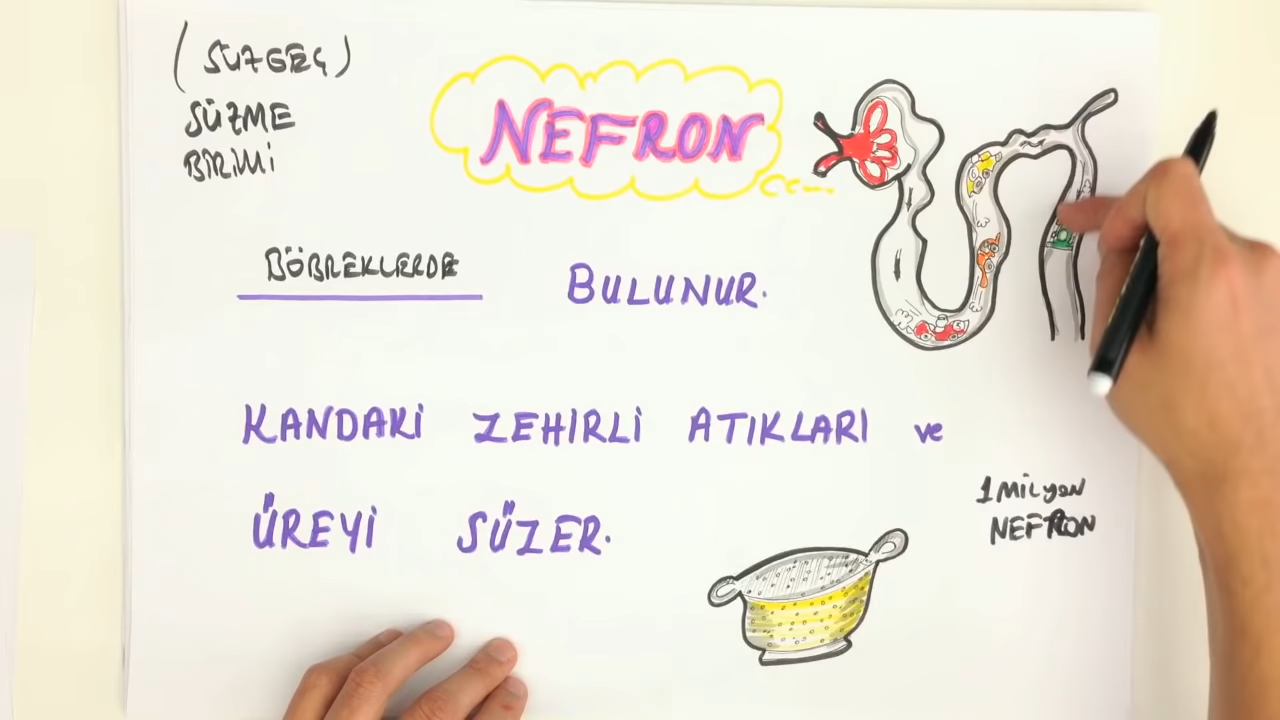 (SÜZGEÇ)
SÜZME
BİRİMİ
NEFRON
BÖBREKLERDE BULUNUR.
KANDAKİ ZEHİRLİ ATIKLARI ve
ÜREYİ SÜZER.
1 MİLYON
NEFRON